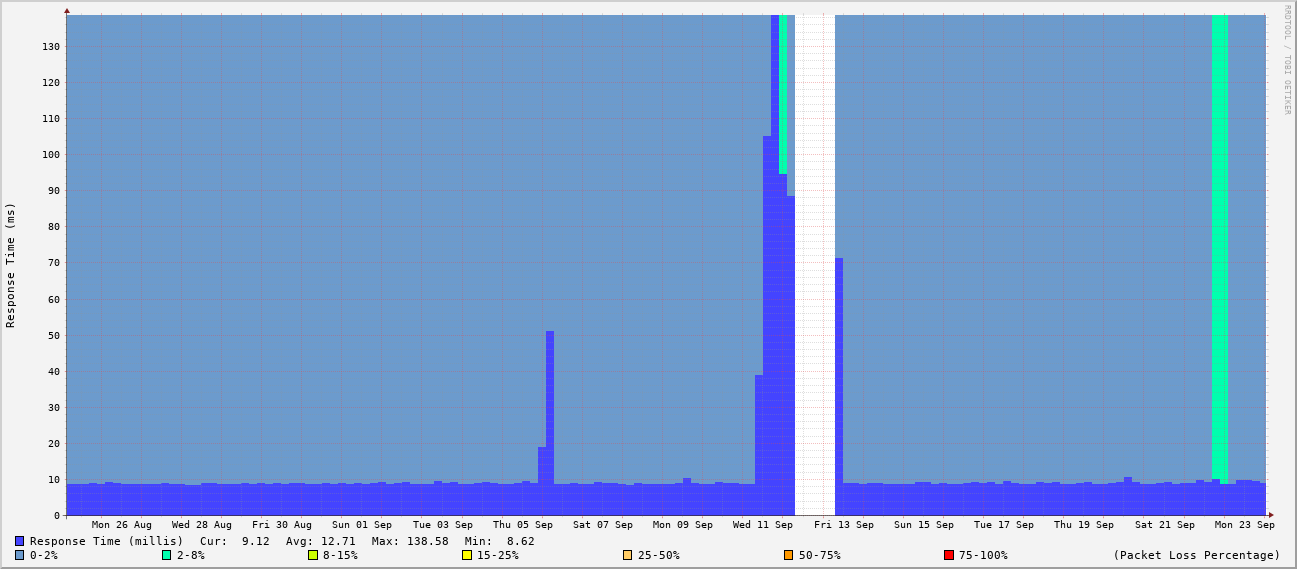 RRDTOOL / TOBI OETIKER
Response Time (ms)
130
120
110
100
90
80
70
60
50
40
30
20
10
0
Mon 26 Aug Wed 28 Aug Fri 30 Aug Sun 01 Sep Tue 03 Sep Thu 05 Sep Sat 07 Sep Mon 09 Sep Wed 11 Sep Fri 13 Sep Sun 15 Sep Tue 17 Sep Thu 19 Sep Sat 21 Sep Mon 23 Sep
Response Time (millis) Cur: 9.12 Avg: 12.71 Max: 138.58 Min: 8.62
0-2% 2-8% 8-15% 15-25% 25-50% 50-75% 75-100% (Packet Loss Percentage)